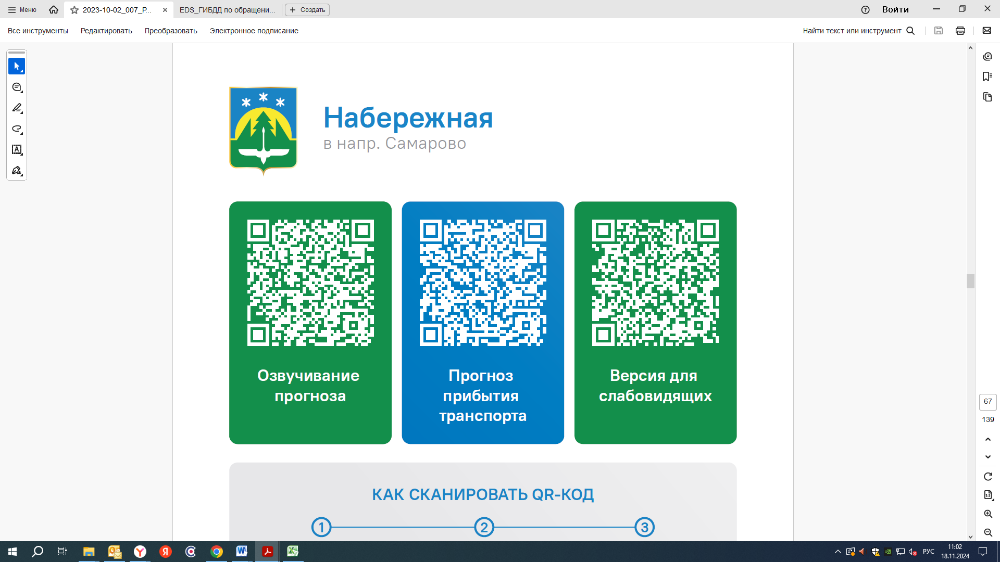 Меню
2023-10-02_007_P...
EDS_ГИБДД по обращени...
Создать
Войти
Все инструменты
Редактировать
Преобразовать
Электронное подписание
Найти текст или инструмент
Набережная
в напр. Самарово
Озвучивание
прогноза
Прогноз
прибытия
транспорта
Версия для
слабовидящих
КАК СКАНИРОВАТЬ QR-КОД
1
2
3
67
139
1:1
РУС
11:02
18.11.2024